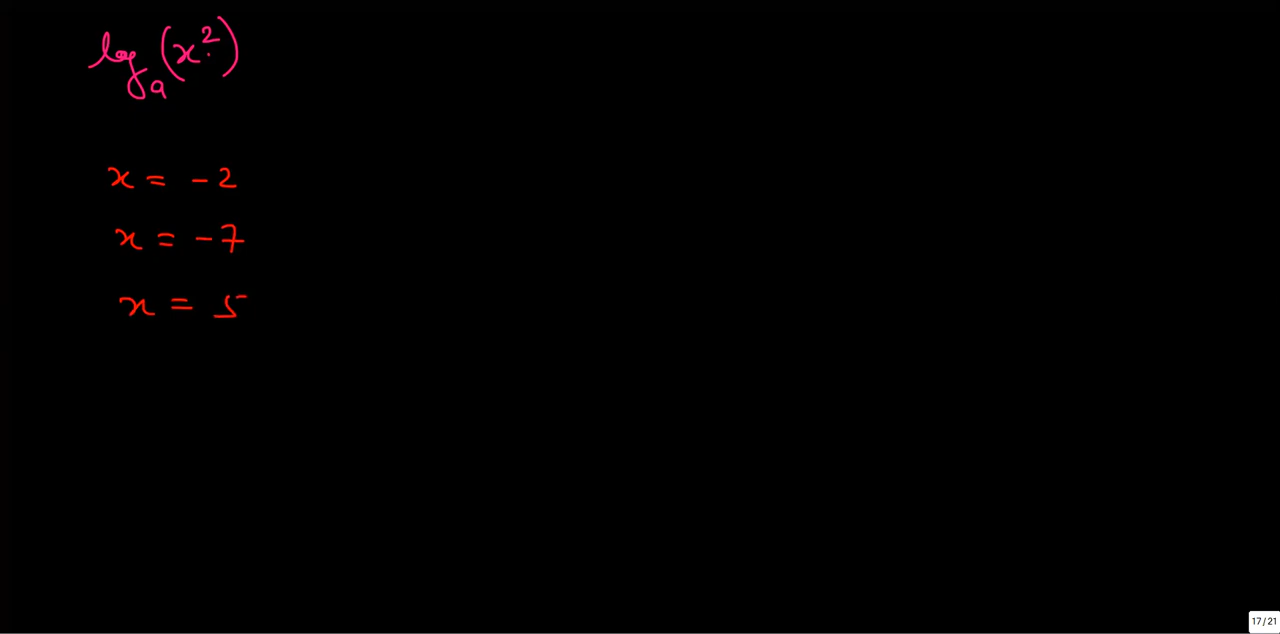 log_a(x²)
x = -2
x = -7
x = 5
17/21